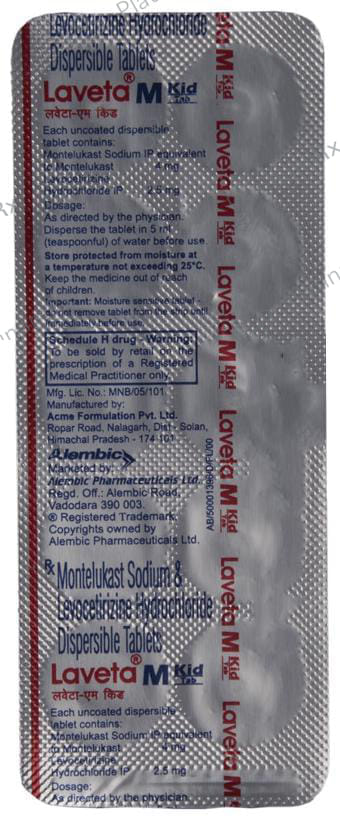 Levocetirizine Hydrochloride
Dispersible Tablets
Laveta® M Kid Tab
लवेटा-एम किड
Each uncoated dispersible
tablet contains:
Montelukast Sodium IP equivalent
to Montelukast 4 mg
Levocetirizine
Hydrochloride IP 2.5 mg
Dosage:
As directed by the physician.
Disperse the tablet in 5 ml
(teaspoonful) of water before use.
Store protected from moisture at
a temperature not exceeding 25°C.
Keep the medicine out of reach
of children.
Important: Moisture sensitive tablet -
do not remove tablet from the strip until
immediately before use.
Schedule H drug - Warning:
To be sold by retail on the
prescription of a Registered
Medical Practitioner only.
Mfg. Lic. No.: MNB/05/101
Manufactured by:
Acme Formulation Pvt. Ltd.
Ropar Road, Nalagarh, Dist - Solan,
Himachal Pradesh - 174 101
Alembic
Marketed by:
Alembic Pharmaceuticals Ltd.
Regd. Off.: Alembic Road,
Vadodara 390 003.
® Registered Trademark.
Copyrights owned by
Alembic Pharmaceuticals Ltd.
Rx Montelukast Sodium &
Levocetirizine Hydrochloride
Dispersible Tablets
Laveta® M Kid Tab
लवेटा-एम किड
Each uncoated dispersible
tablet contains:
Montelukast Sodium IP equivalent
to Montelukast 4 mg
Levocetirizine
Hydrochloride IP 2.5 mg
Dosage:
As directed by the physician.
M Kid Tab
Laveta M Kid Tab
Laveta M Kid Tab
Laveta M Kid Tab
Laveta M Kid Tab
Laveta M